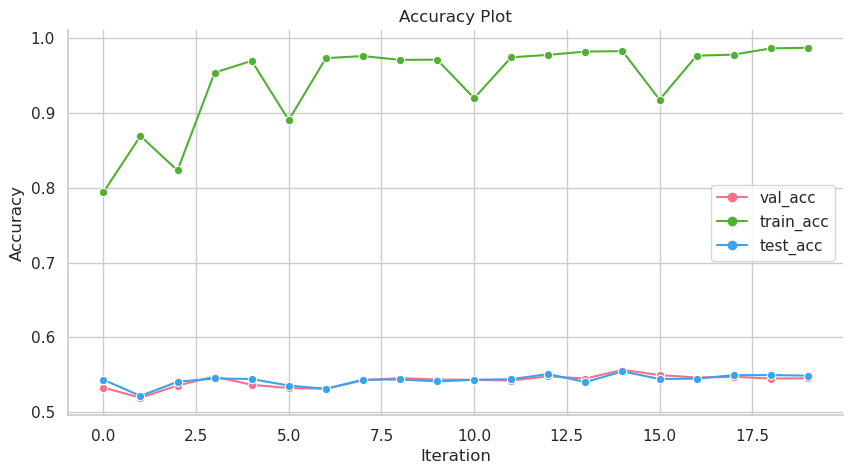 Accuracy Plot
Accuracy
1.0
0.9
0.8
0.7
0.6
0.5
val_acc
train_acc
test_acc
0.0 2.5 5.0 7.5 10.0 12.5 15.0 17.5
Iteration